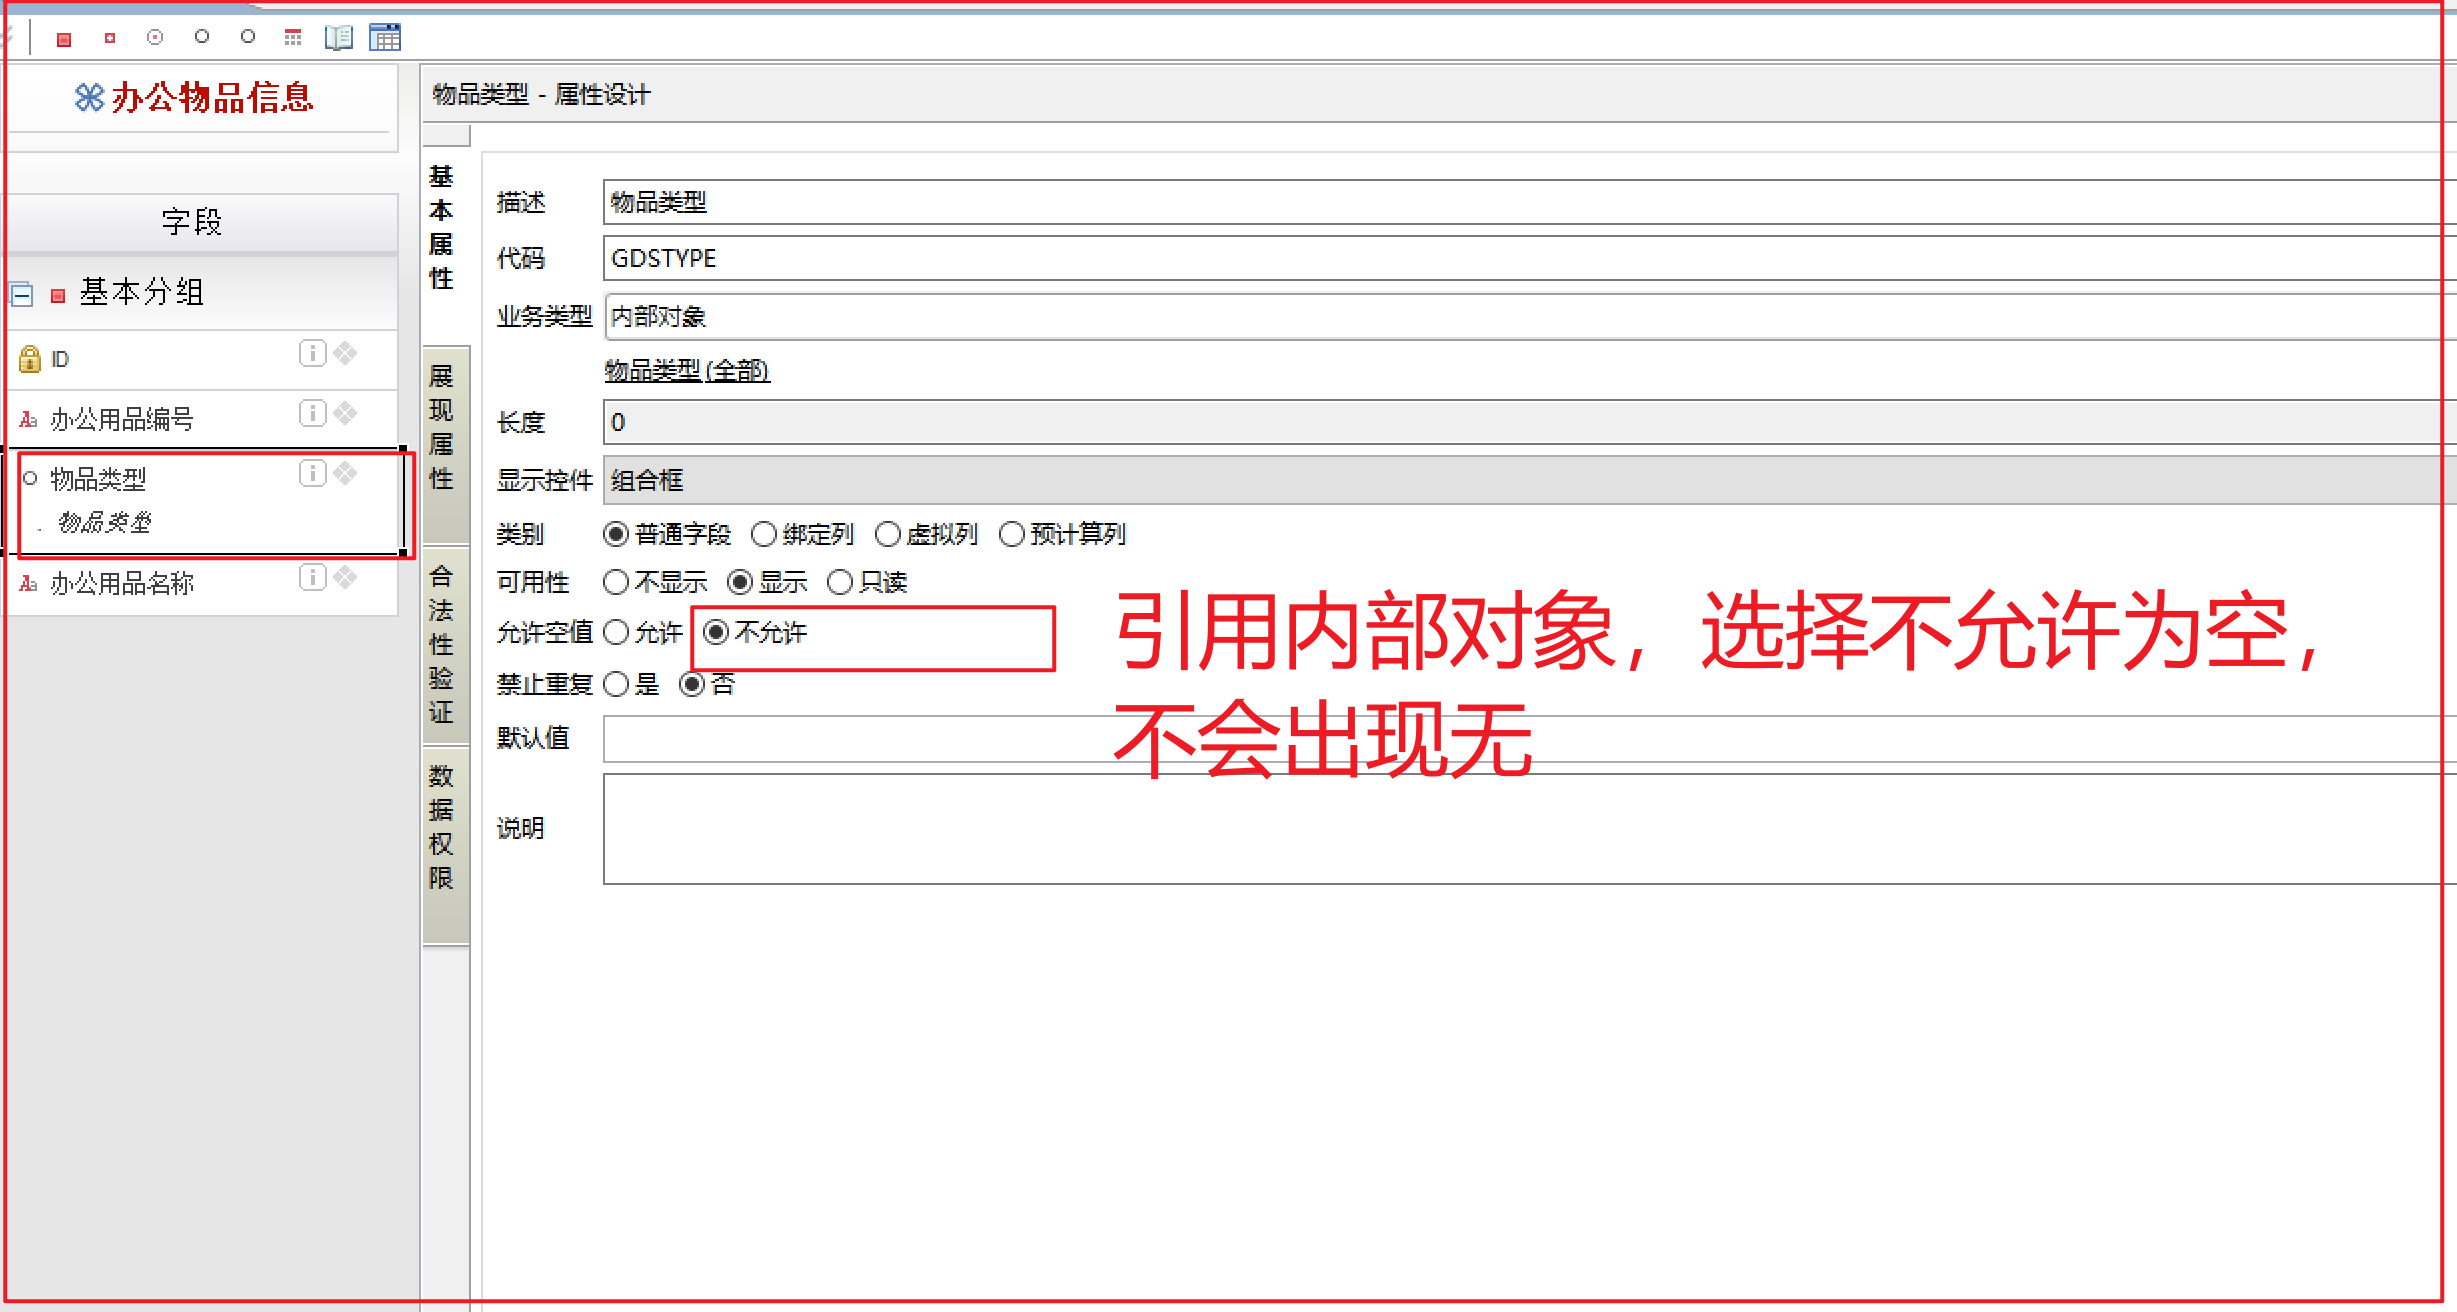 办公物品信息
字段
基本分组
ID
办公用品编号
物品类型
物品类型
办公用品名称
物品类型 - 属性设计
基本属性
展现属性
合法性验证
数据权限
描述 物品类型
代码 GDSTYPE
业务类型 内部对象
物品类型(全部)
长度 0
显示控件 组合框
类别 普通字段 绑定列 虚拟列 预计算列
可用性 不显示 显示 只读
允许空值 允许 不允许
禁止重复 是 否
默认值
说明
引用内部对象，选择不允许为空，
不会出现无